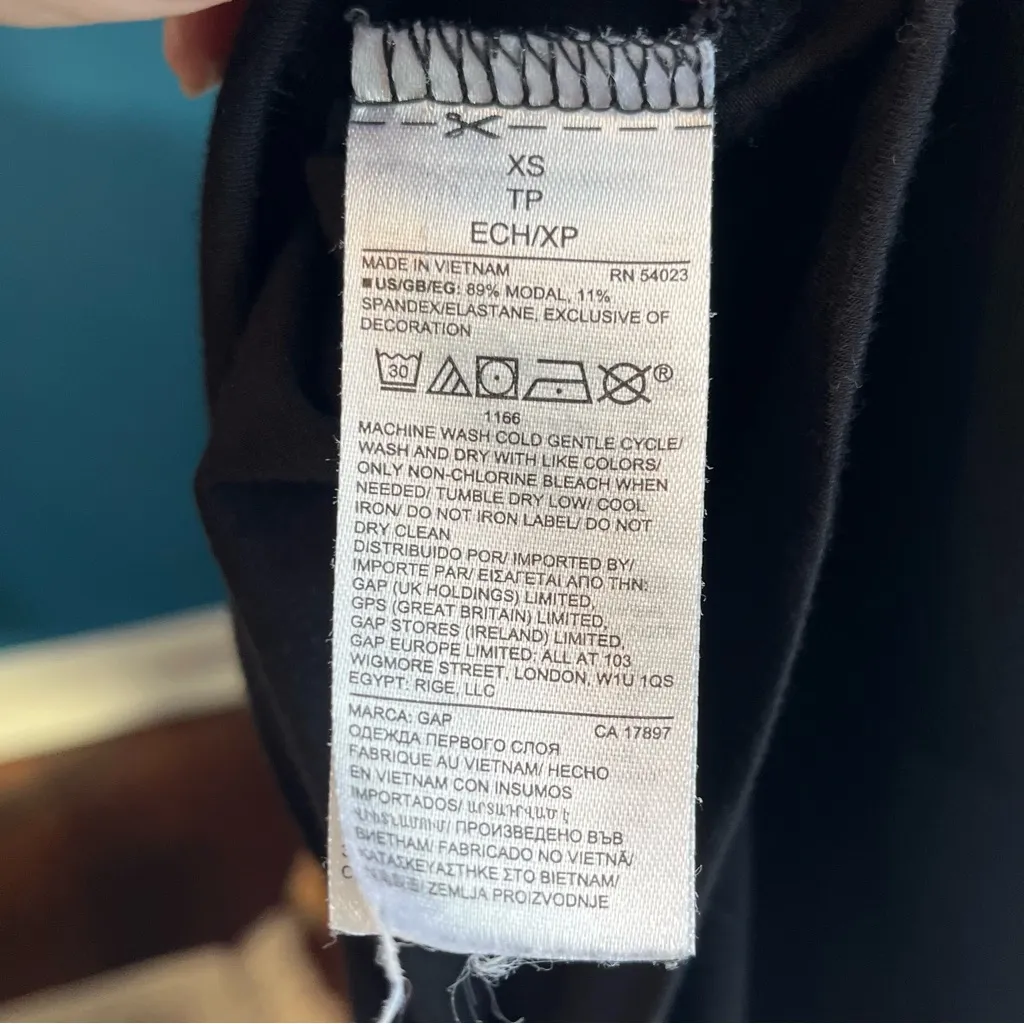 XS
TP
ECH/XP
MADE IN VIETNAM RN 54023
■US/GB/EG: 89% MODAL, 11%
SPANDEX/ELASTANE, EXCLUSIVE OF
DECORATION
30
®
1166
MACHINE WASH COLD GENTLE CYCLE/
WASH AND DRY WITH LIKE COLORS/
ONLY NON-CHLORINE BLEACH WHEN
NEEDED/ TUMBLE DRY LOW/ COOL
IRON/ DO NOT IRON LABEL/ DO NOT
DRY CLEAN
DISTRIBUIDO POR/ IMPORTED BY/
IMPORTE PAR/ ΕΙΣΑΓΕΤΑΙ ΑΠΟ ΤΗΝ:
GAP (UK HOLDINGS) LIMITED,
GPS (GREAT BRITAIN) LIMITED,
GAP STORES (IRELAND) LIMITED,
GAP EUROPE LIMITED, ALL AT 103
WIGMORE STREET, LONDON, W1U 1QS
EGYPT: RIGE, LLC
MARCA: GAP CA 17897
ОДЕЖДА ПЕРВОГО СЛОЯ
FABRIQUE AU VIETNAM/ HECHO
EN VIETNAM CON INSUMOS
IMPORTADOS/ ԱՐՏԱԴՐՎԱԾ Է
ՎԻԵՏՆԱՄՈՒՄ/ ПРОИЗВЕДЕНО ВЪВ
ВИЕТНАМ/ FABRICADO NO VIETNÃ/
ΚΑΤΑΣΚΕΥΑΣΤΗΚΕ ΣΤΟ ΒΙΕΤΝΑΜ/
ZEMLJA PROIZVODNJE